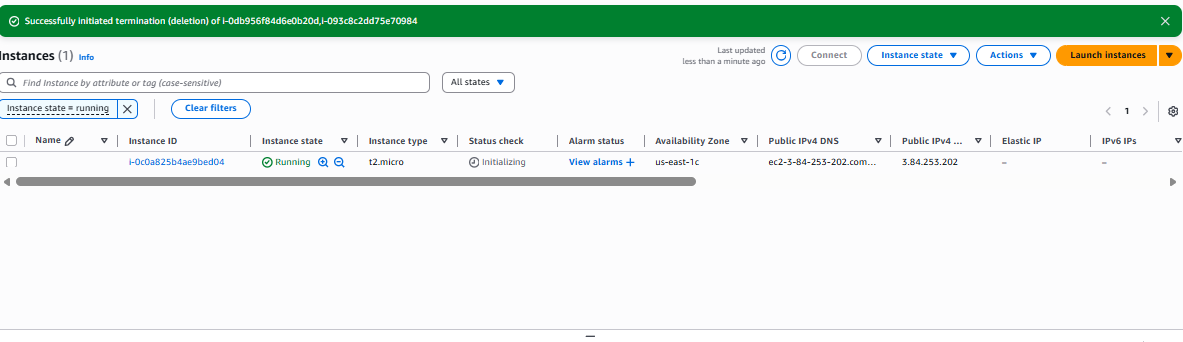 Successfully initiated termination (deletion) of i-0db956f84d6e0b20d,i-093c8c2dd75e70984
Instances (1) Info
Last updated
less than a minute ago
Connect
Instance state
Actions
Launch instances
Find Instance by attribute or tag (case-sensitive)
All states
Instance state = running
Clear filters
1
Name Instance ID Instance state Instance type Status check Alarm status Availability Zone Public IPv4 DNS Public IPv4 ... Elastic IP IPv6 IPs
i-0c0a825b4ae9bed04 Running t2.micro Initializing View alarms + us-east-1c ec2-3-84-253-202.com... 3.84.253.202 – –